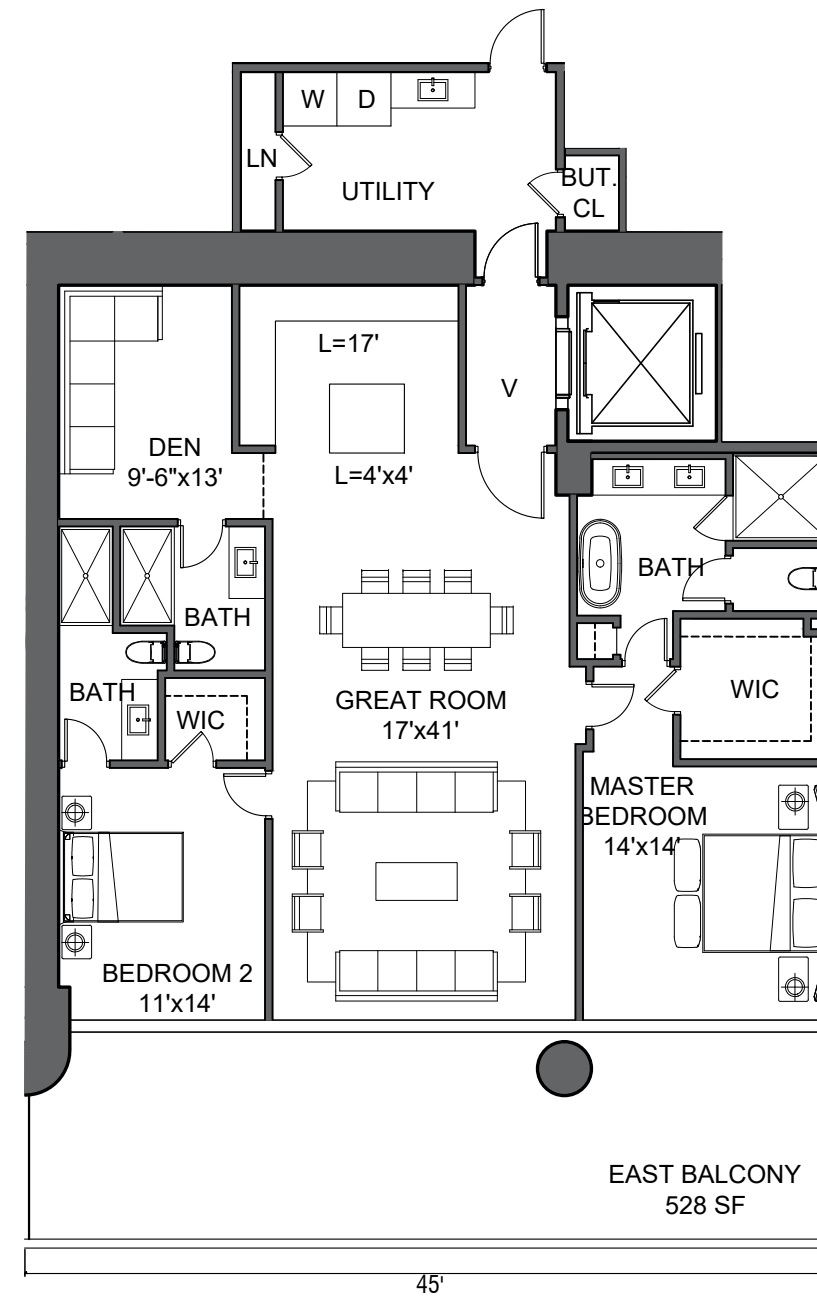 W
D
LN
UTILITY
BUT.
CL
L=17'
V
DEN
9'-6"x13'
L=4'x4'
BATH
BATH
BATH
WIC
WIC
GREAT ROOM
17'x41'
MASTER
BEDROOM
14'x14'
BEDROOM 2
11'x14'
EAST BALCONY
528 SF
45'